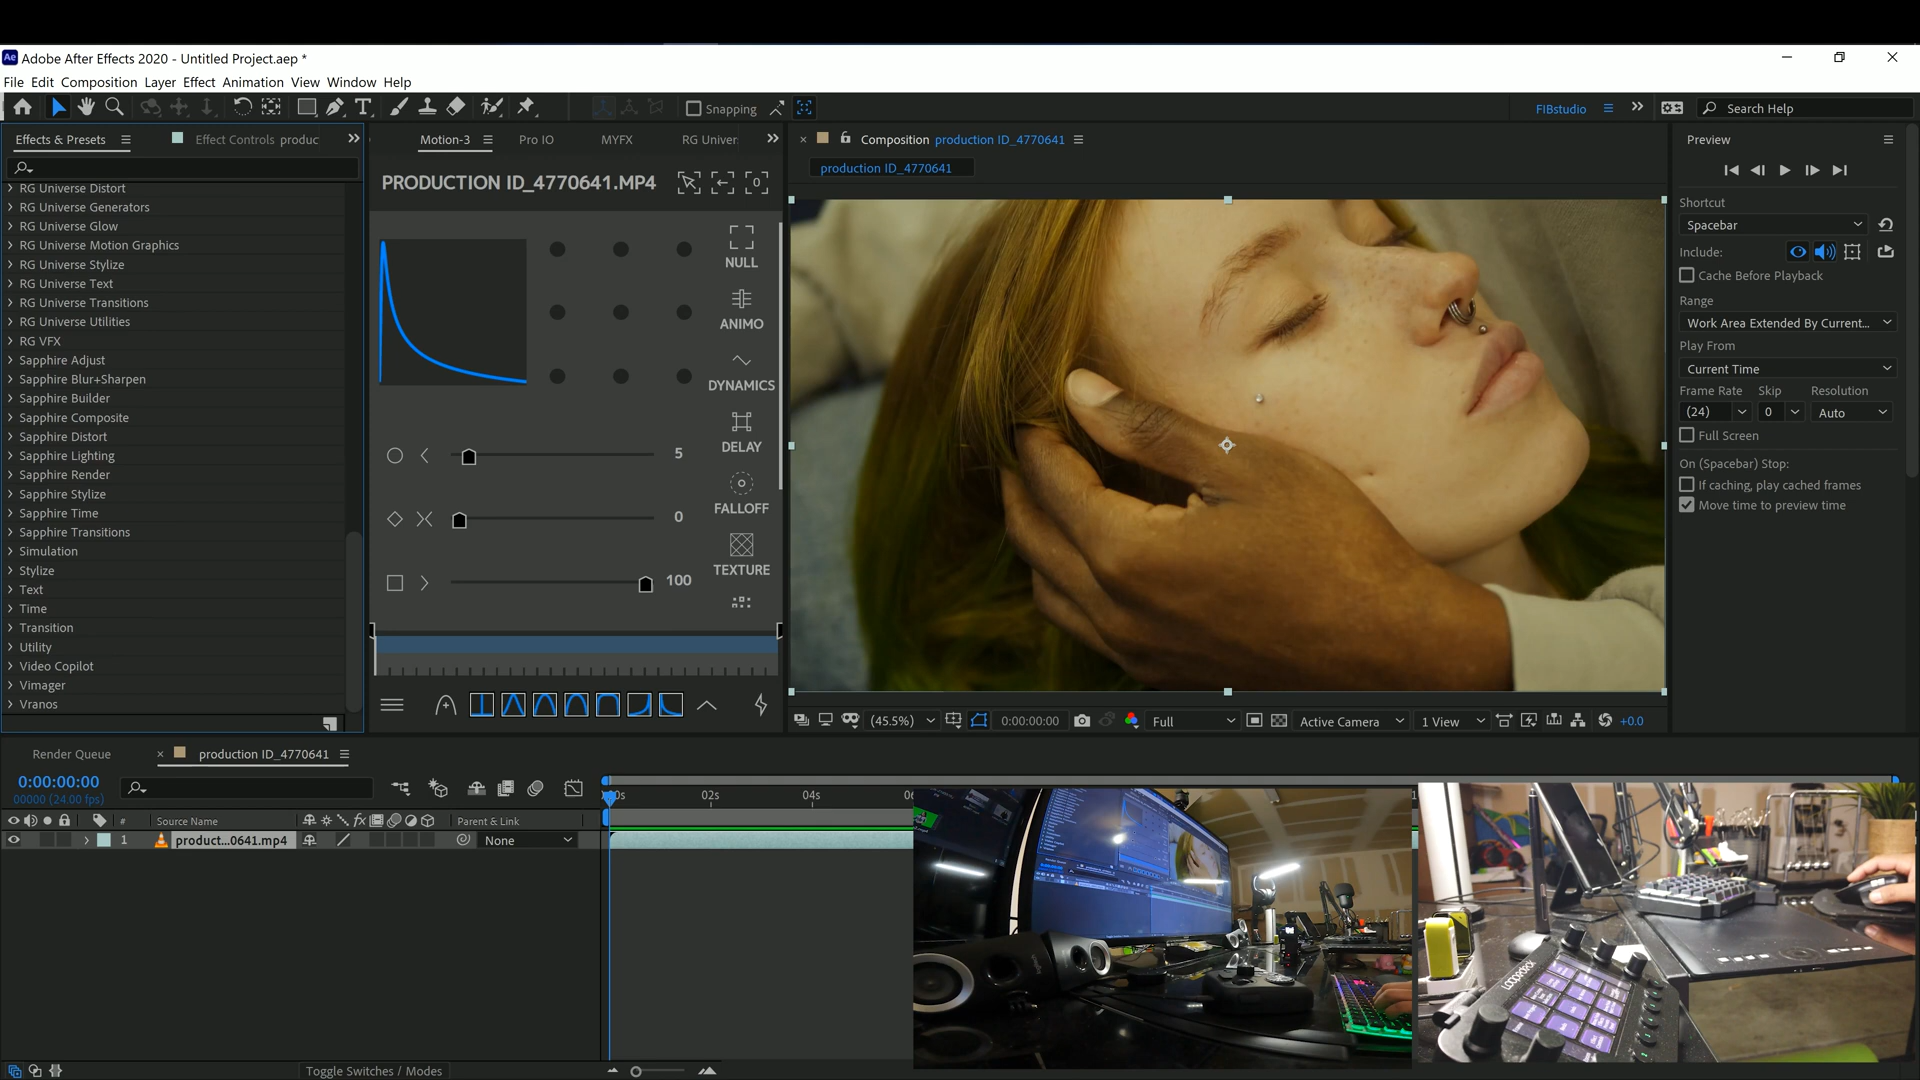 Adobe After Effects 2020 - Untitled Project.aep *
File Edit Composition Layer Effect Animation View Window Help
Snapping
FIBstudio
Search Help
Effects & Presets
Effect Controls produc
RG Universe Distort
RG Universe Generators
RG Universe Glow
RG Universe Motion Graphics
RG Universe Stylize
RG Universe Text
RG Universe Transitions
RG Universe Utilities
RG VFX
Sapphire Adjust
Sapphire Blur+Sharpen
Sapphire Builder
Sapphire Composite
Sapphire Distort
Sapphire Lighting
Sapphire Render
Sapphire Stylize
Sapphire Time
Sapphire Transitions
Simulation
Stylize
Text
Time
Transition
Utility
Video Copilot
Vimager
Vranos
Motion-3
Pro IO
MYFX
RG Univer
PRODUCTION ID_4770641.MP4
NULL
ANIMO
DYNAMICS
DELAY
FALLOFF
TEXTURE
5
0
100
Composition production ID_4770641
production ID_4770641
(45.5%)
0:00:00:00
Full
Active Camera
1 View
+0.0
Preview
Shortcut
Spacebar
Include:
Cache Before Playback
Range
Work Area Extended By Current...
Play From
Current Time
Frame Rate Skip Resolution
(24) 0 Auto
Full Screen
On (Spacebar) Stop:
If caching, play cached frames
Move time to preview time
Render Queue
production ID_4770641
0:00:00:00
00000 (24.00 fps)
# Source Name
fx
Parent & Link
1 product...0641.mp4
None
02s
04s
Toggle Switches / Modes
Loupedeck